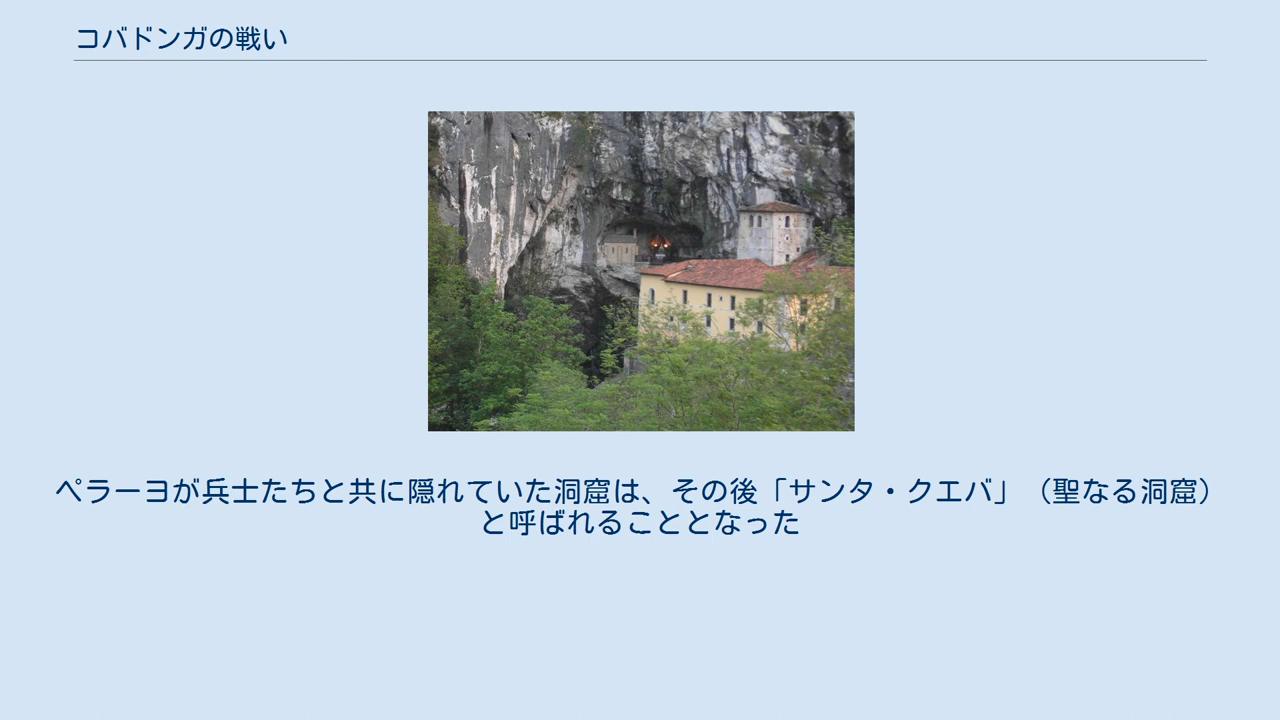 コバドンガの戦い
ペラーヨが兵士たちと共に隠れていた洞窟は、その後「サンタ・クエバ」（聖なる洞窟）
と呼ばれることとなった